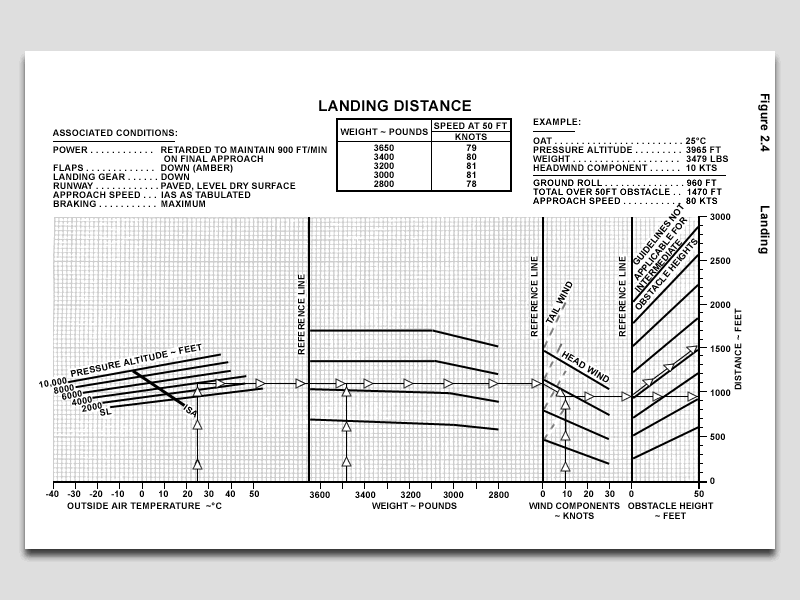 LANDING DISTANCE
Figure 2.4 Landing
ASSOCIATED CONDITIONS:
POWER . . . . . . . . . . . . RETARDED TO MAINTAIN 900 FT/MIN
ON FINAL APPROACH
FLAPS . . . . . . . . . . . . . DOWN (AMBER)
LANDING GEAR . . . . . DOWN
RUNWAY . . . . . . . . . . . PAVED, LEVEL DRY SURFACE
APPROACH SPEED . . . IAS AS TABULATED
BRAKING . . . . . . . . . . MAXIMUM
WEIGHT ~ POUNDS SPEED AT 50 FT
KNOTS
3650 79
3400 80
3200 81
3000 81
2800 78
EXAMPLE:
OAT . . . . . . . . . . . . . . . . . . . . . . 25°C
PRESSURE ALTITUDE . . . . . . . . . 3965 FT
WEIGHT . . . . . . . . . . . . . . . . . . . 3479 LBS
HEADWIND COMPONENT . . . . . . 10 KTS
GROUND ROLL . . . . . . . . . . . . . . 960 FT
TOTAL OVER 50FT OBSTACLE . . 1470 FT
APPROACH SPEED . . . . . . . . . . . 80 KTS
REFERENCE LINE
REFERENCE LINE
REFERENCE LINE
GUIDELINES NOT
APPLICABLE FOR
INTERMEDIATE
OBSTACLE HEIGHTS
TAIL WIND
HEAD WIND
PRESSURE ALTITUDE ~ FEET
10.000
8000
6000
4000
2000
SL
ISA
3000
2500
2000
1500
1000
500
0
DISTANCE ~ FEET
-40 -30 -20 -10 0 10 20 30 40 50
OUTSIDE AIR TEMPERATURE ~°C
3600 3400 3200 3000 2800
WEIGHT ~ POUNDS
0 10 20 30
WIND COMPONENTS
~ KNOTS
0 50
OBSTACLE HEIGHT
~ FEET